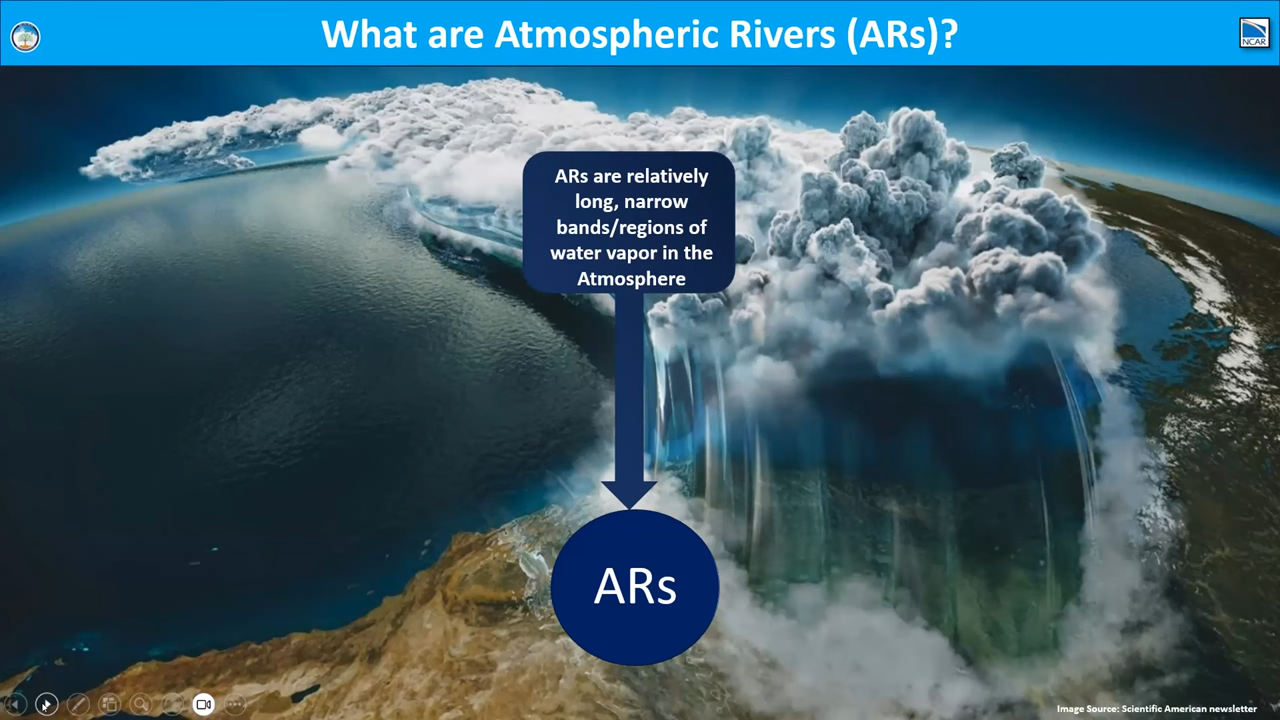 What are Atmospheric Rivers (ARs)?
NCAR
ARs are relatively
long, narrow
bands/regions of
water vapor in the
Atmosphere
ARs
Image Source: Scientific American newsletter